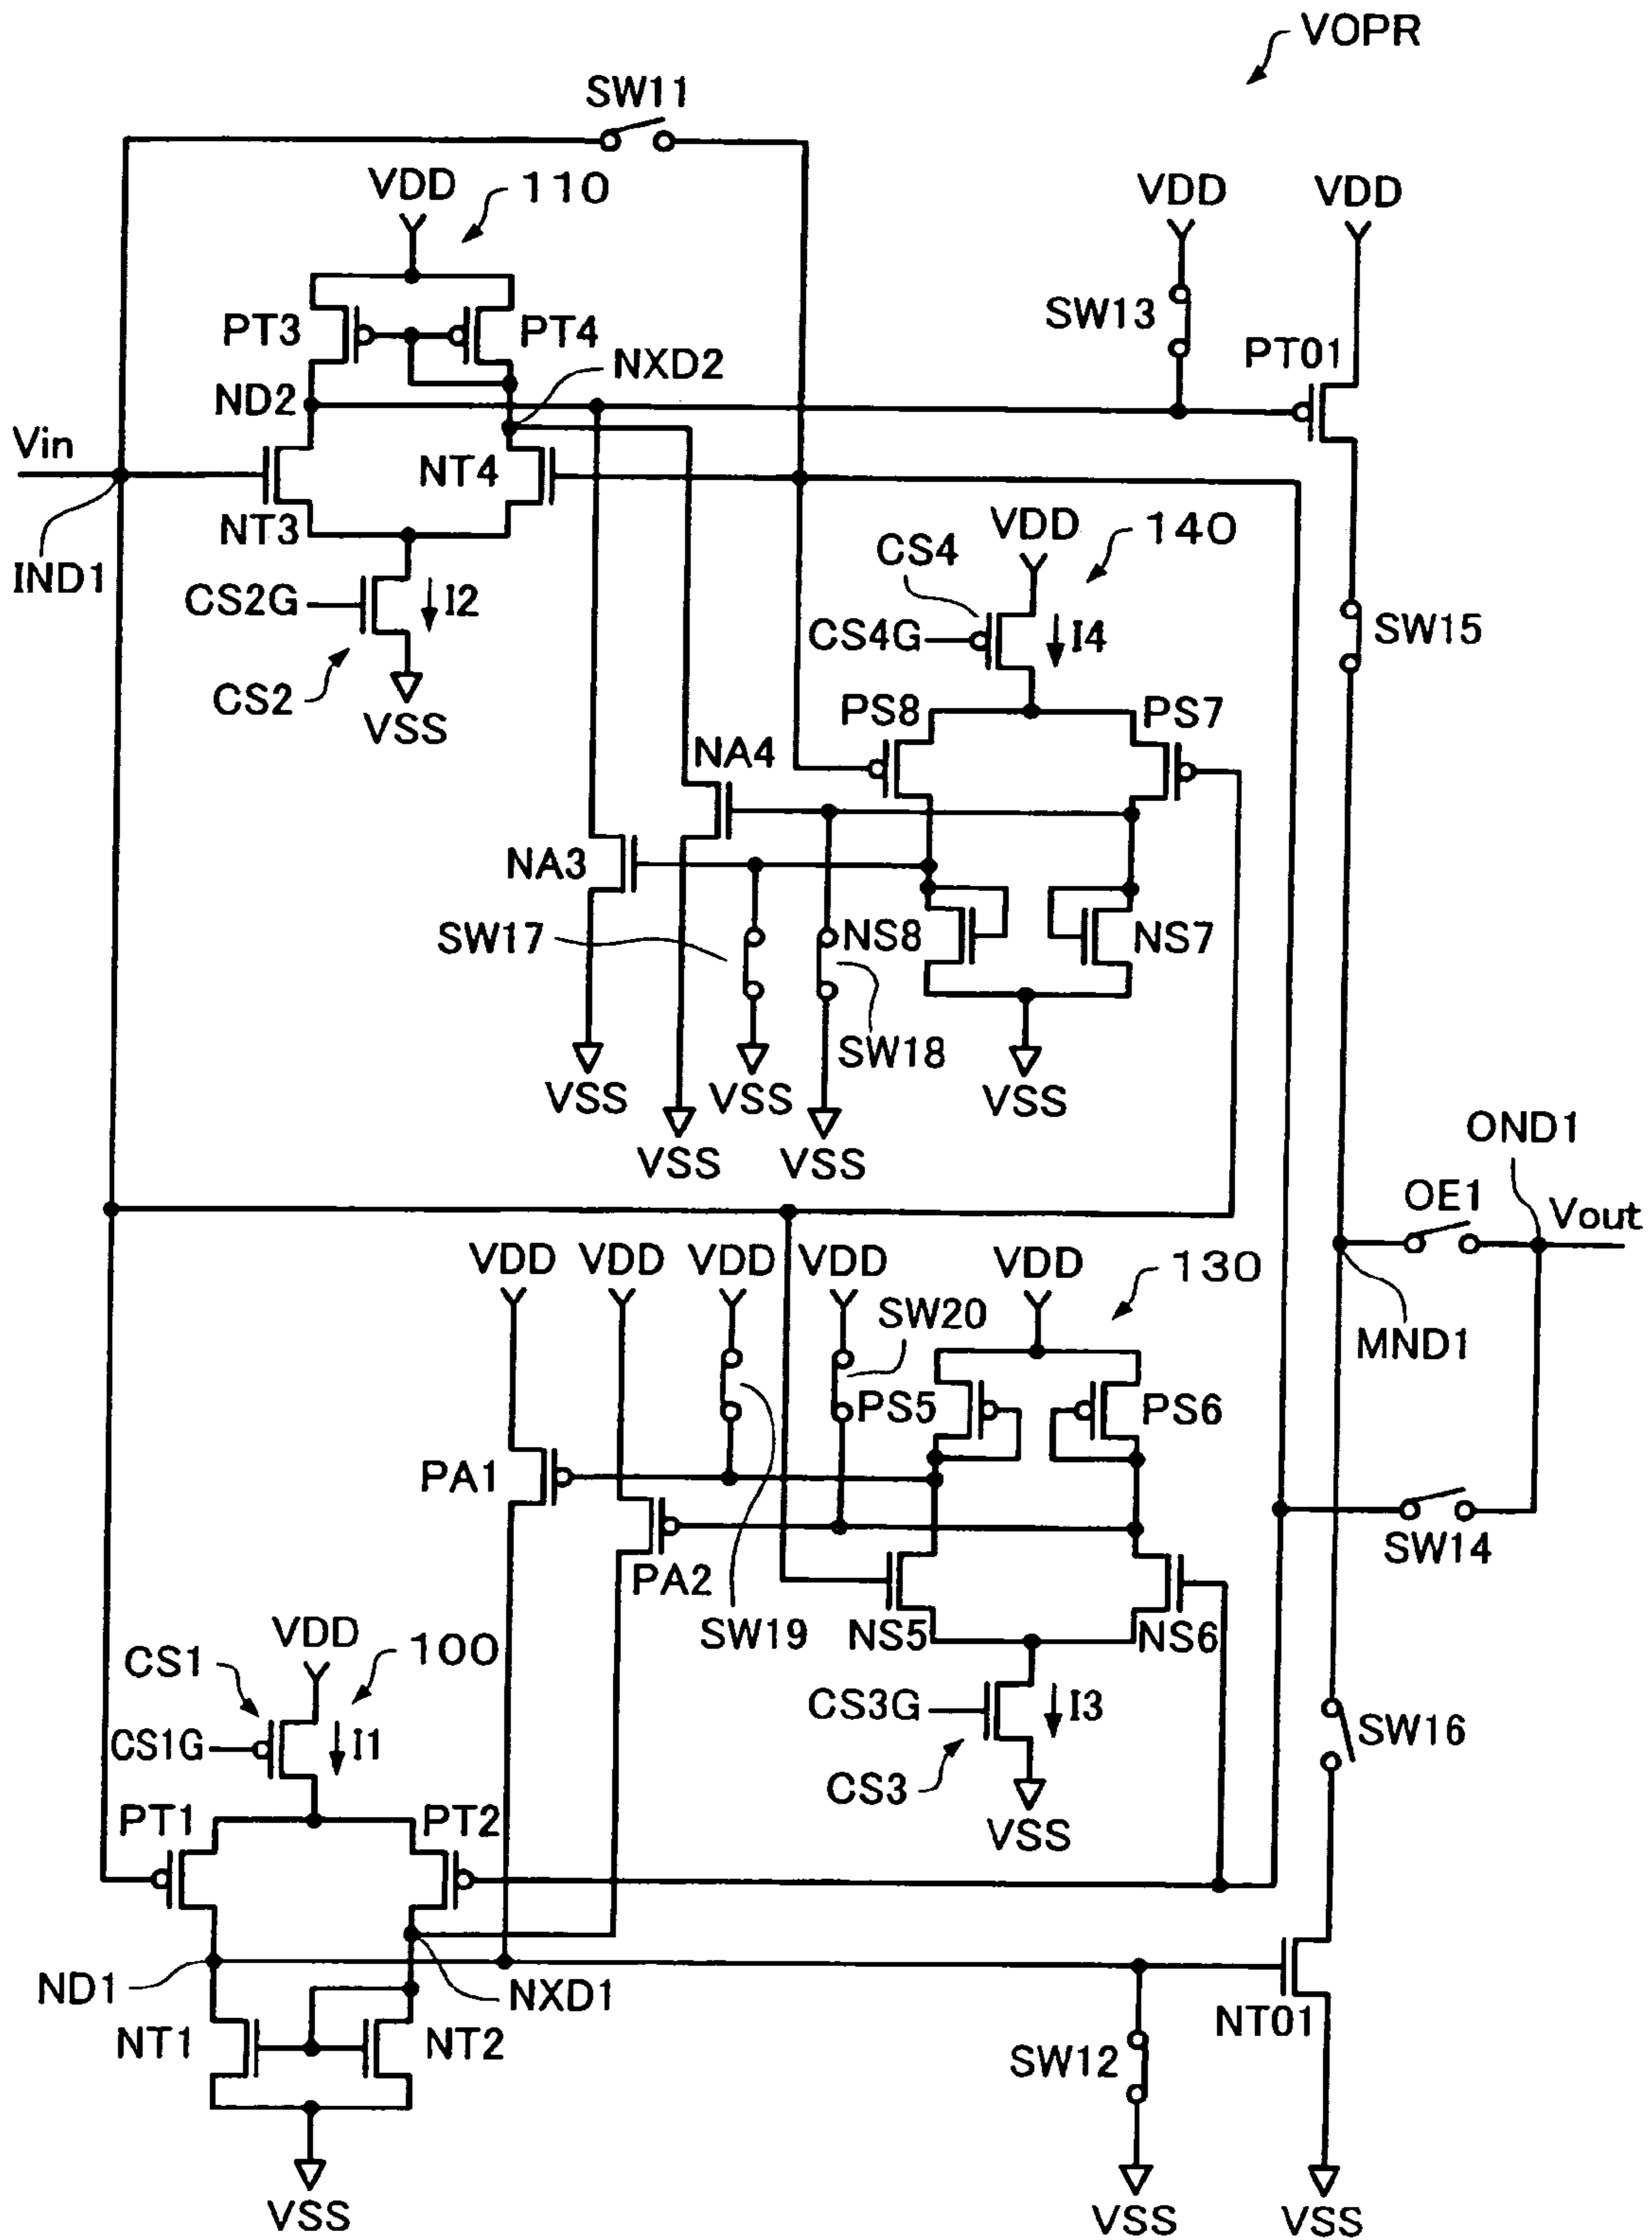 VOPR
SW11
VDD
110
VDD
VDD
PT3
PT4
SW13
PT01
NXD2
ND2
Vin
NT4
NT3
IND1
VDD
140
CS4
CS2G
I2
CS4G
I4
SW15
CS2
VSS
PS8
PS7
NA4
NA3
SW17
NS8
NS7
SW18
VSS
VSS
VSS
VSS
VSS
OND1
OE1
Vout
VDD
VDD
VDD
VDD
VDD
130
SW20
MND1
PS5
PS6
PA1
SW14
PA2
SW19
NS5
NS6
VDD
100
CS1
CS3G
I3
SW16
CS1G
I1
CS3
PT1
PT2
VSS
ND1
NXD1
NT01
NT1
NT2
SW12
VSS
VSS
VSS